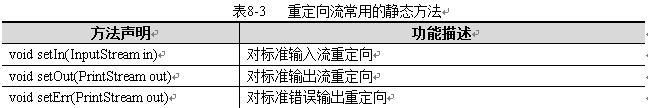 表8-3 重定向流常用的静态方法
方法声明 功能描述
void setIn(InputStream in) 对标准输入流重定向
void setOut(PrintStream out) 对标准输出流重定向
void setErr(PrintStream out) 对标准错误输出重定向